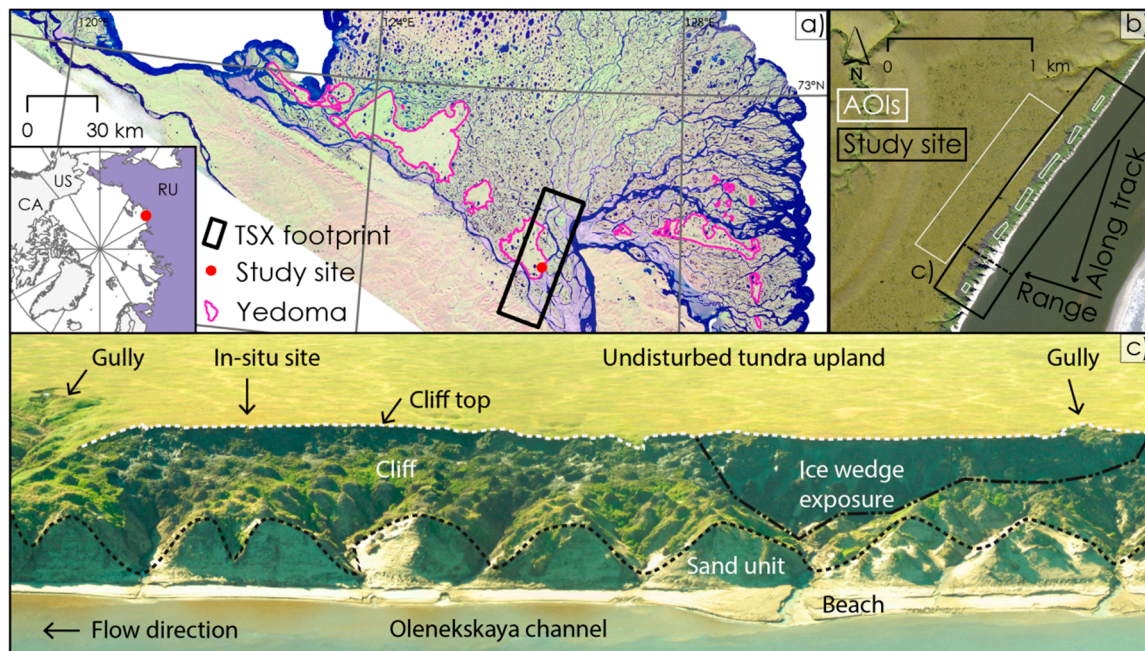 120°E
124°E
128°E
a)
73°N
0 30 km
US
CA
RU
TSX footprint
Study site
Yedoma
b)
N
0 1 km
AOIs
Study site
c)
Along track
Range
c)
Gully
In-situ site
Undisturbed tundra upland
Gully
Cliff top
Cliff
Ice wedge
exposure
Sand unit
Beach
Flow direction
Olenekskaya channel